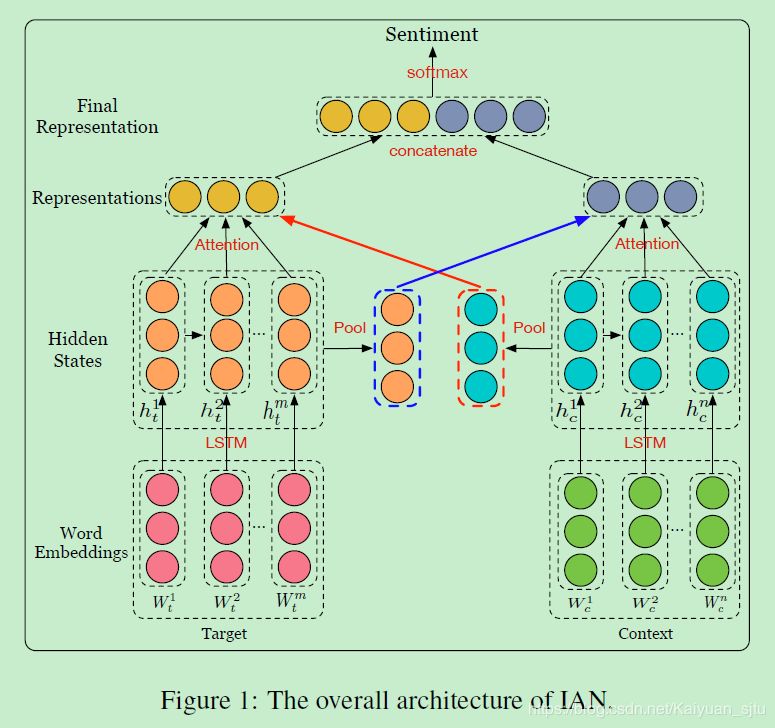 Sentiment
softmax
Final
Representation
concatenate
Representations
Attention
Attention
Pool
Pool
Hidden
States
h_t^1
h_t^2
h_t^m
h_c^1
h_c^2
h_c^n
...
...
LSTM
LSTM
Word
Embeddings
...
...
W_t^1
W_t^2
W_t^m
W_c^1
W_c^2
W_c^n
Target
Context
Figure 1: The overall architecture of IAN.
https://blog.csdn.net/Kaiyuan_sjtu